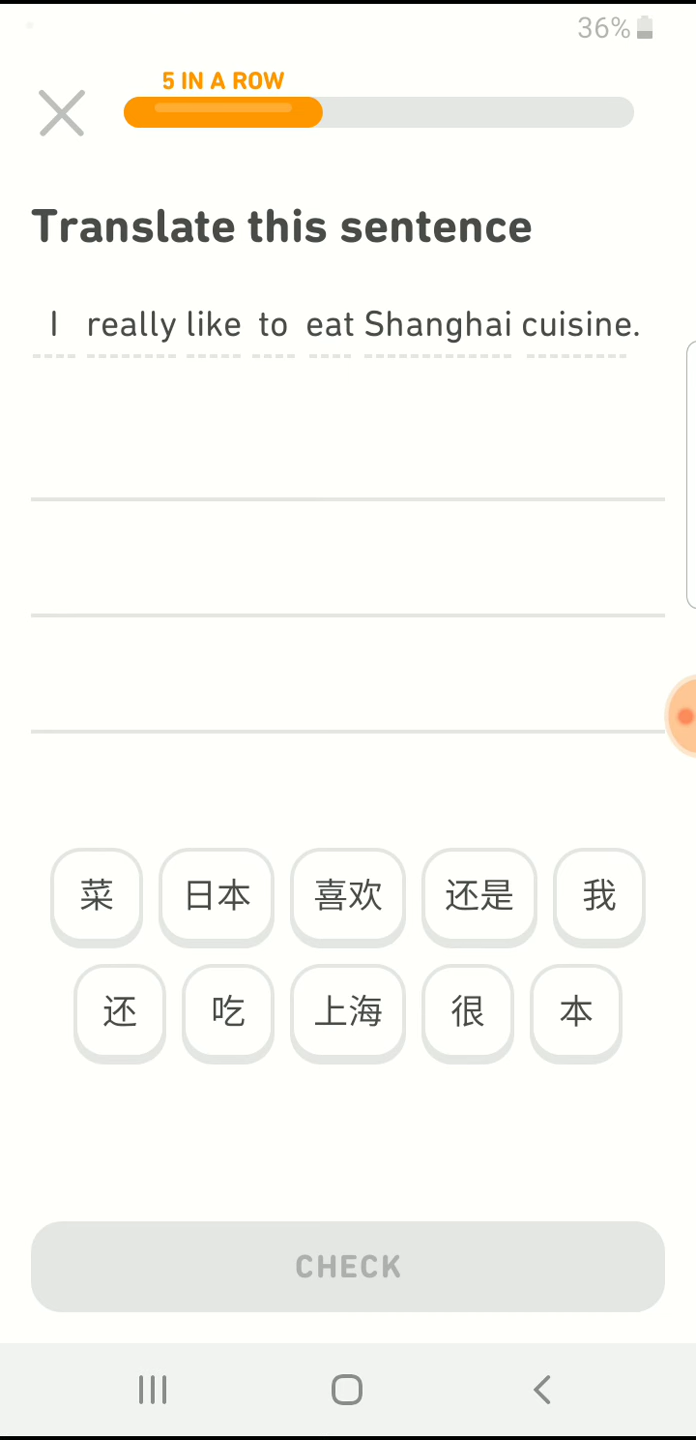 36%
5 IN A ROW
Translate this sentence
I really like to eat Shanghai cuisine.
菜 日本 喜欢 还是 我
还 吃 上海 很 本
CHECK